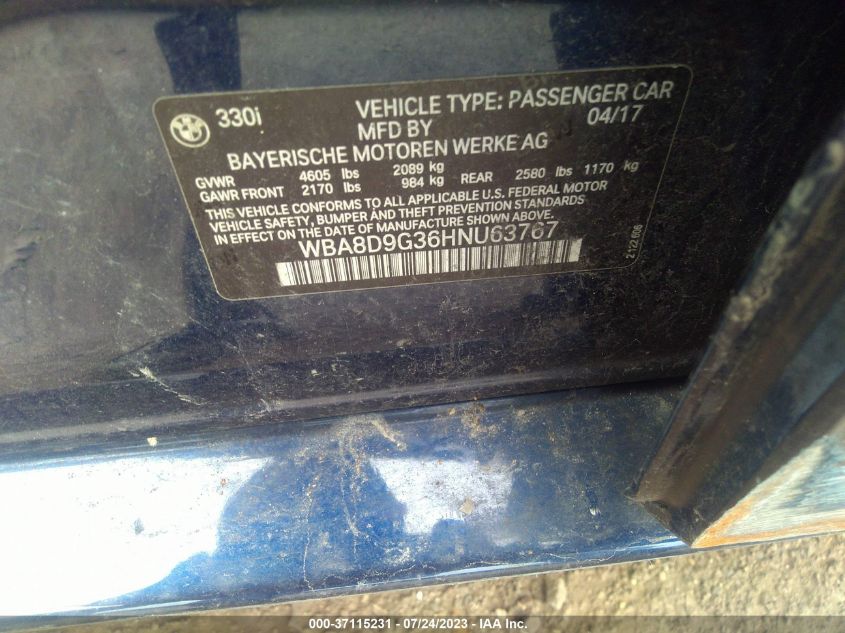 BMW
330i
VEHICLE TYPE: PASSENGER CAR
MFD BY 04/17
BAYERISCHE MOTOREN WERKE AG
GVWR 4605 lbs 2089 kg
GAWR FRONT 2170 lbs 984 kg REAR 2580 lbs 1170 kg
THIS VEHICLE CONFORMS TO ALL APPLICABLE U.S. FEDERAL MOTOR
VEHICLE SAFETY, BUMPER AND THEFT PREVENTION STANDARDS
IN EFFECT ON THE DATE OF MANUFACTURE SHOWN ABOVE.
WBA8D9G36HNU63767
212.606
000-37115231 - 07/24/2023 - IAA Inc.